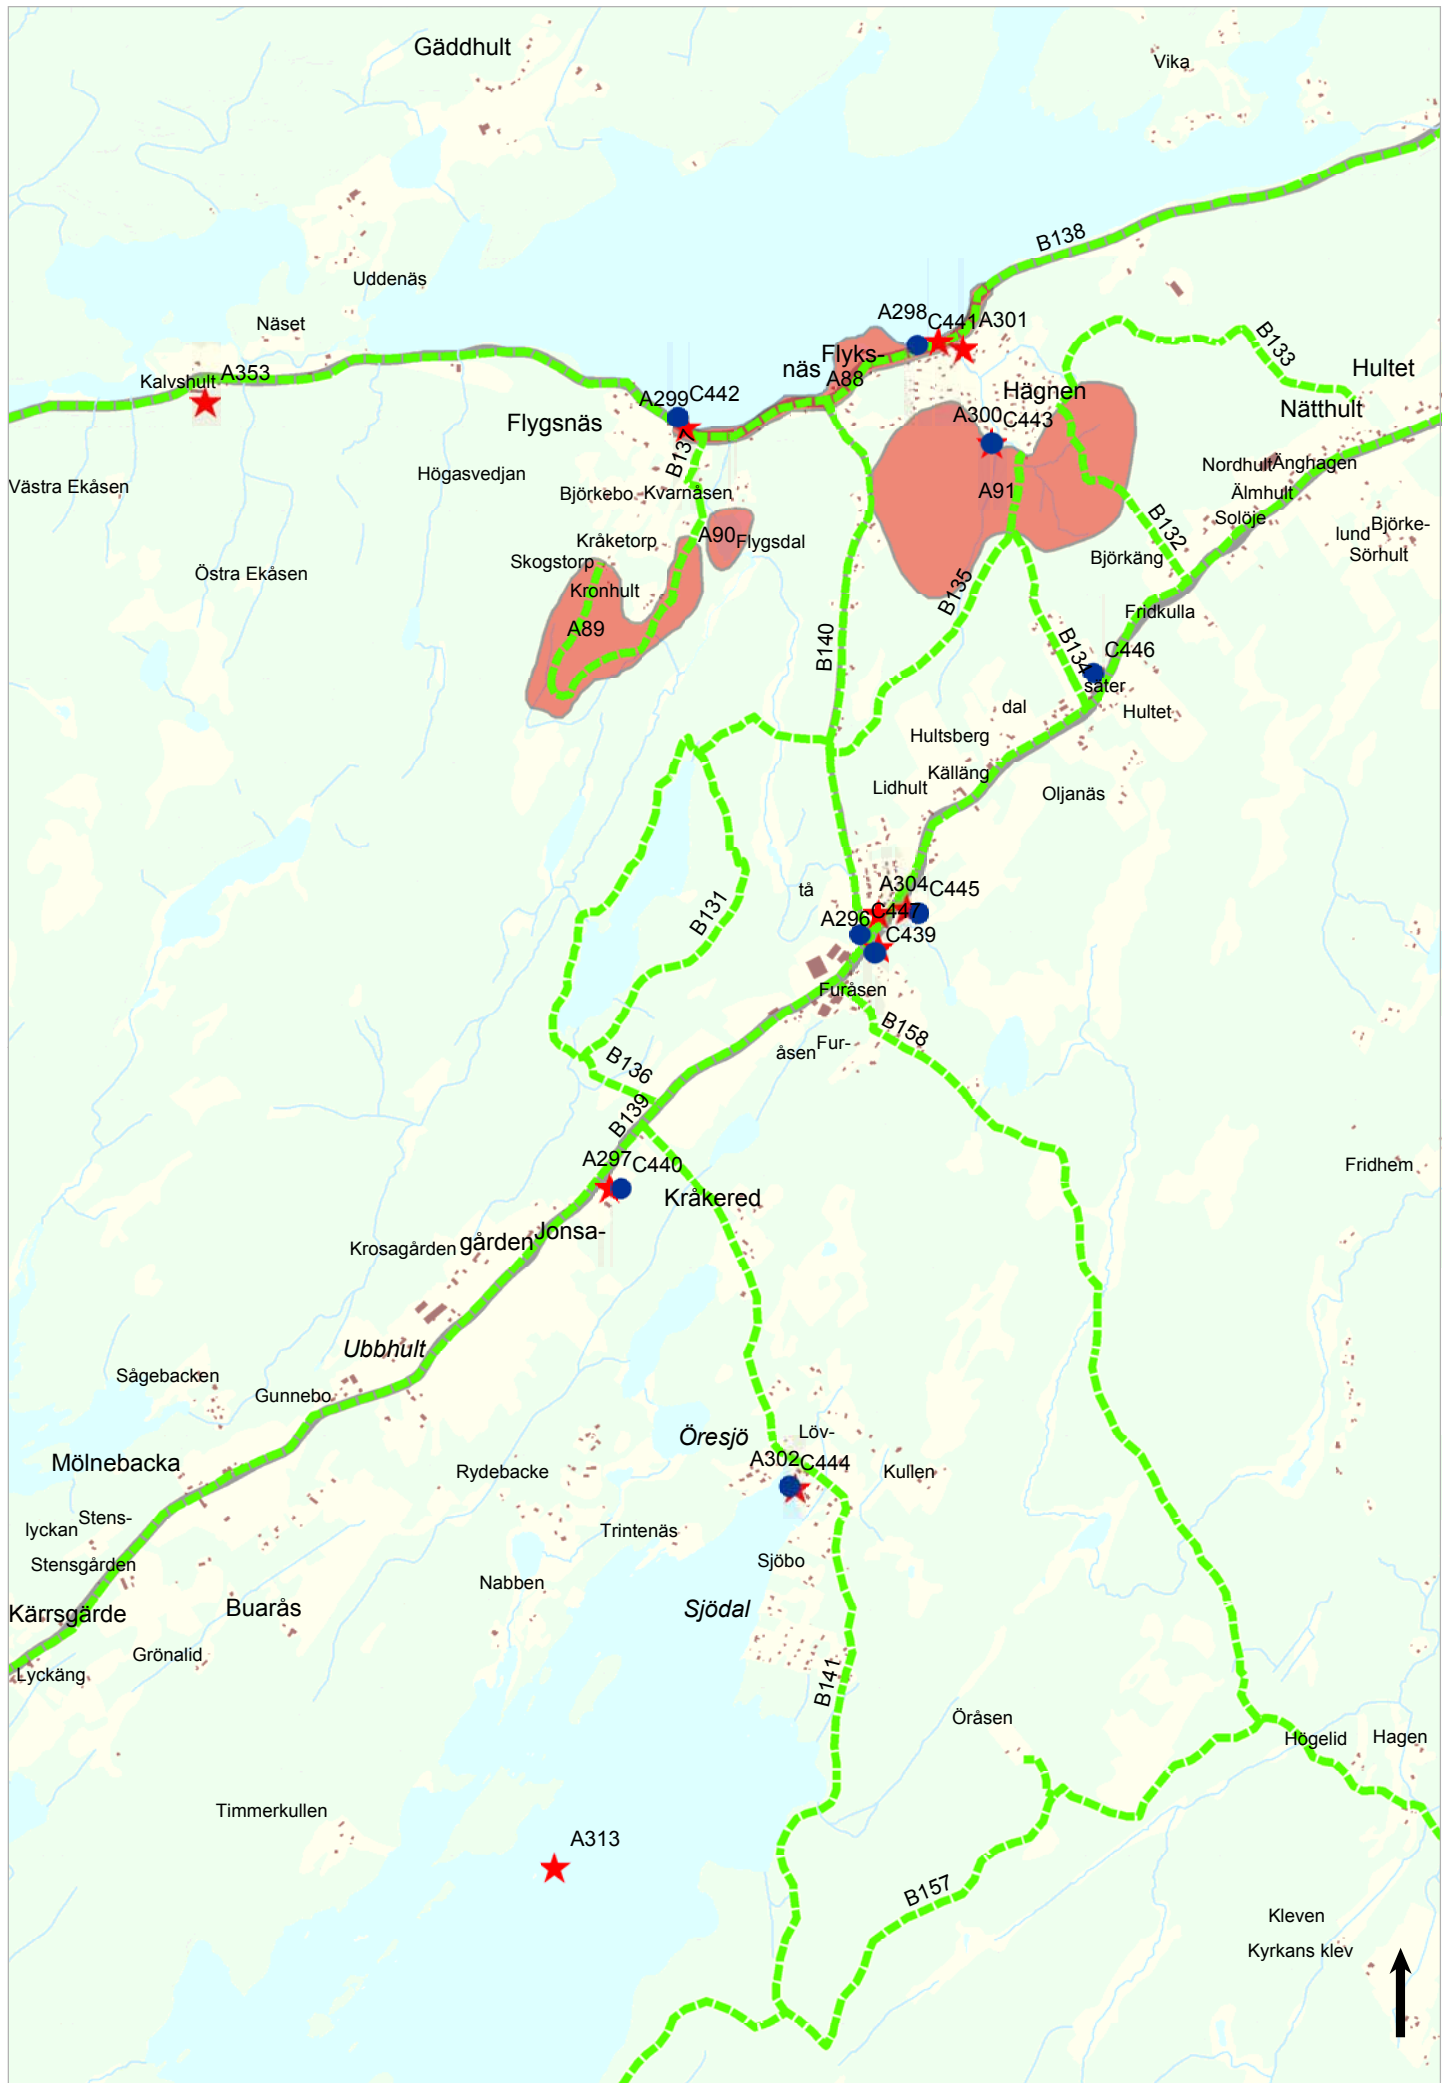 Gäddhult
Vika
B138
Uddenäs
Näset
A298
C441
A301
B133
Flyks-
näs
A88
Kalvshult
A353
Hultet
Hägnen
Nätthult
A299
C442
A300
C443
Flygsnäs
B137
Högasvedjan
Nordhult
Änghagen
Västra Ekåsen
Björkebo
Kvarnåsen
A91
Älmhult
Solöje
B132
Björke-
lund
Sörhult
Kråketorp
A90
Flygsdal
Skogstorp
Björkäng
Östra Ekåsen
Kronhult
B135
Fridkulla
A89
B140
B134
C446
säter
dal
Hultet
Hultsberg
Källäng
Lidhult
Oljanäs
tå
A304
C445
B131
A296
C447
C439
Furåsen
B158
Fur-
åsen
B136
B139
A297
C440
Fridhem
Kråkered
Jonsa-
gården
Krosagården
Ubbhult
Sågebacken
Gunnebo
Löv-
Öresjö
Mölnebacka
A302
C444
Rydebacke
Kullen
Stens-
lyckan
Trintenäs
Stensgården
Sjöbo
Nabben
Kärrsgärde
Buarås
Sjödal
Grönalid
Lyckäng
B141
Öråsen
Högelid
Hagen
Timmerkullen
A313
B157
Kleven
Kyrkans klev